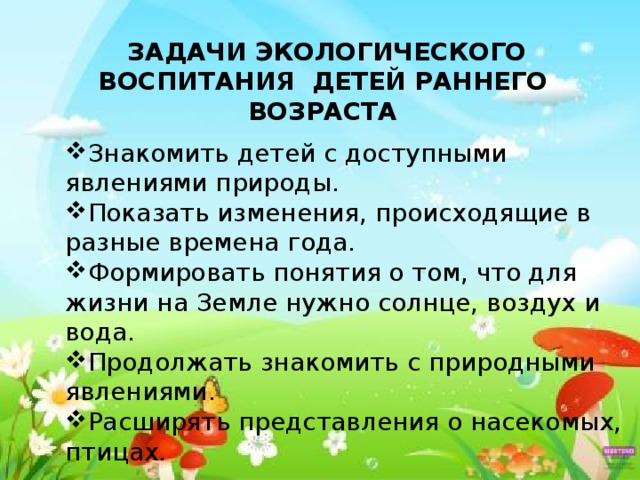 ЗАДАЧИ ЭКОЛОГИЧЕСКОГО
ВОСПИТАНИЯ ДЕТЕЙ РАННЕГО
ВОЗРАСТА
❖Знакомить детей с доступными
явлениями природы.
❖Показать изменения, происходящие в
разные времена года.
❖Формировать понятия о том, что для
жизни на Земле нужно солнце, воздух и
вода.
❖Продолжать знакомить с природными
явлениями.
❖Расширять представления о насекомых,
птицах.